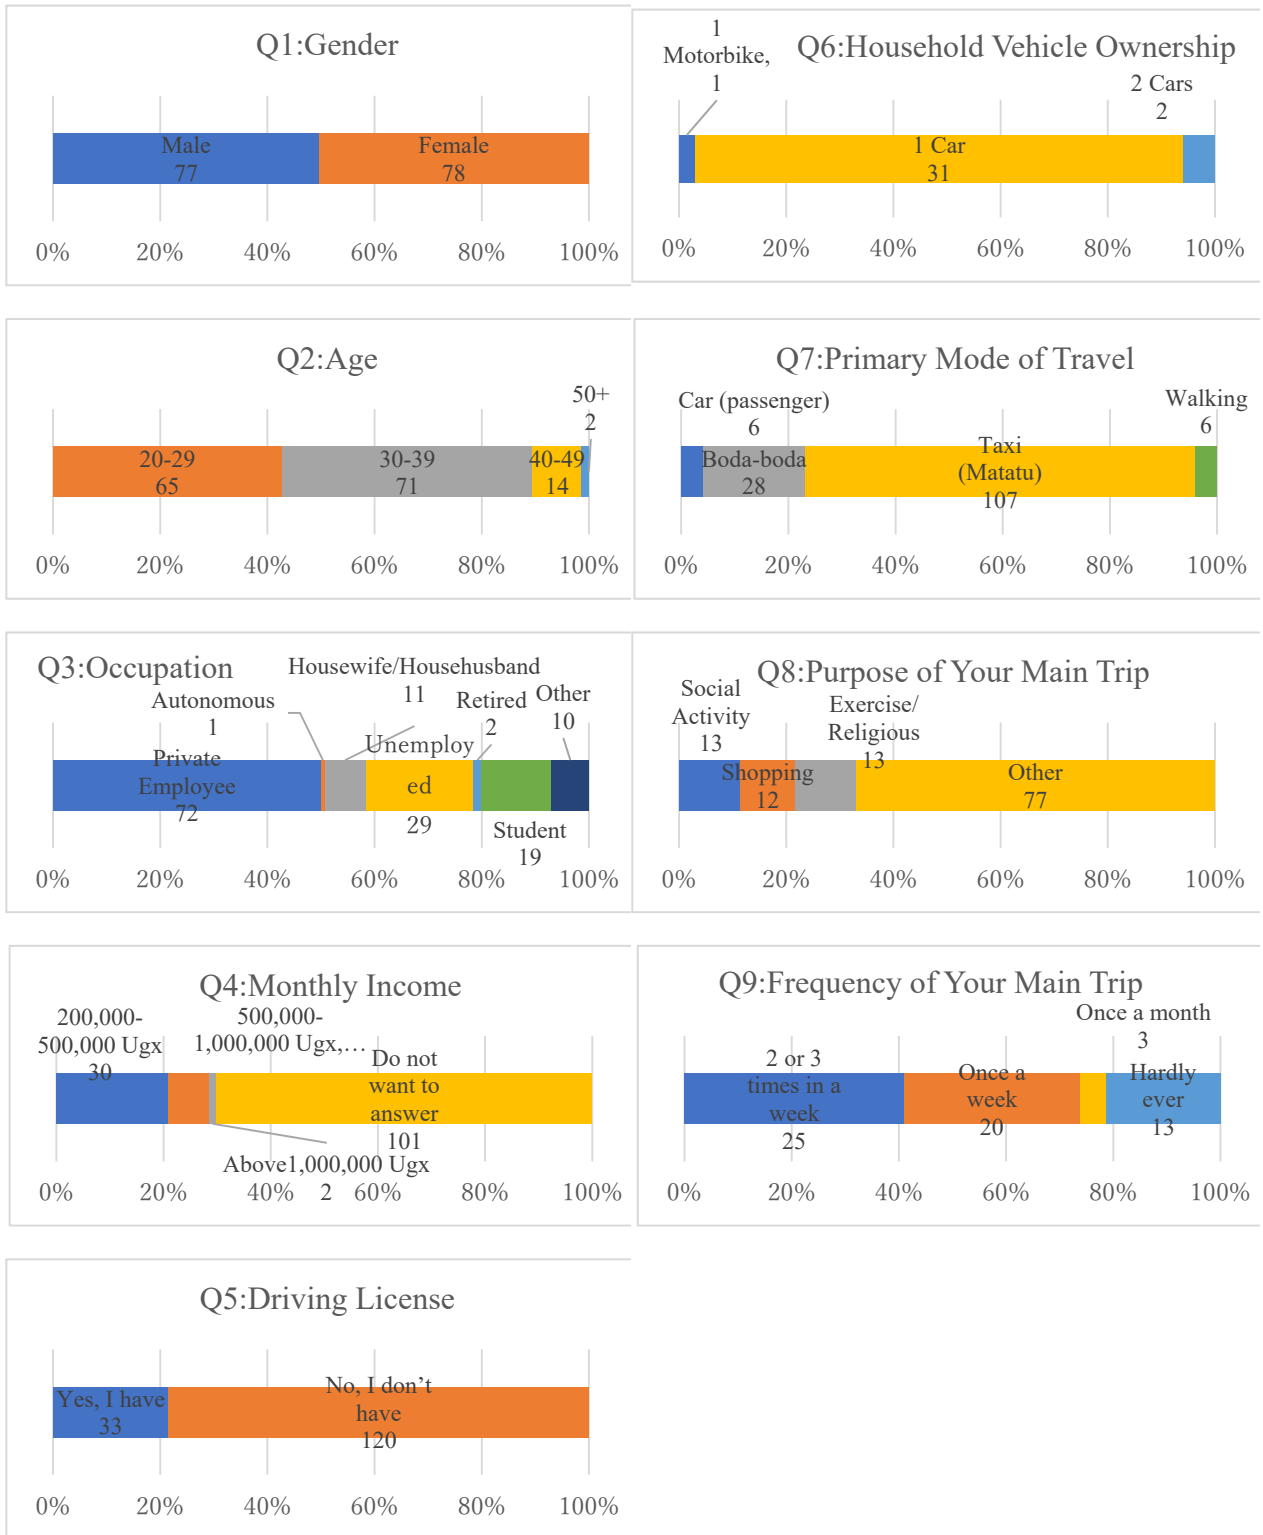 Q1:Gender
Male
77
Female
78
0%
20%
40%
60%
80%
100%
Q6:Household Vehicle Ownership
1
Motorbike,
1
1 Car
31
2 Cars
2
0%
20%
40%
60%
80%
100%
Q2:Age
20-29
65
30-39
71
40-49
14
50+
2
0%
20%
40%
60%
80%
100%
Q7:Primary Mode of Travel
Car (passenger)
6
Boda-boda
28
Taxi
(Matatu)
107
Walking
6
0%
20%
40%
60%
80%
100%
Q3:Occupation
Private
Employee
72
Autonomous
1
Housewife/Househusband
11
Unemploy
ed
29
Retired
2
Student
19
Other
10
0%
20%
40%
60%
80%
100%
Q8:Purpose of Your Main Trip
Social
Activity
13
Shopping
12
Exercise/
Religious
13
Other
77
0%
20%
40%
60%
80%
100%
Q4:Monthly Income
200,000-
500,000 Ugx
30
500,000-
1,000,000 Ugx,…
Above1,000,000 Ugx
2
Do not
want to
answer
101
0%
20%
40%
60%
80%
100%
Q9:Frequency of Your Main Trip
2 or 3
times in a
week
25
Once a
week
20
Once a month
3
Hardly
ever
13
0%
20%
40%
60%
80%
100%
Q5:Driving License
Yes, I have
33
No, I don’t
have
120
0%
20%
40%
60%
80%
100%